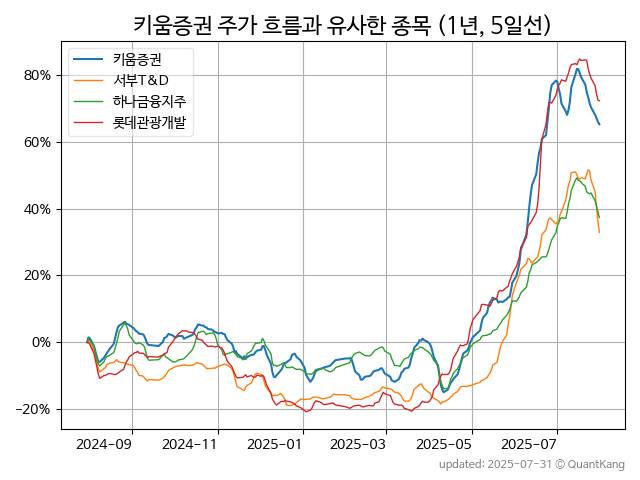 키움증권 주가 흐름과 유사한 종목 (1년, 5일선)
키움증권
서부T&D
하나금융지주
롯데관광개발
80%
60%
40%
20%
0%
−20%
2024−09
2024−11
2025−01
2025−03
2025−05
2025−07
updated: 2025-07-31 © QuantKang